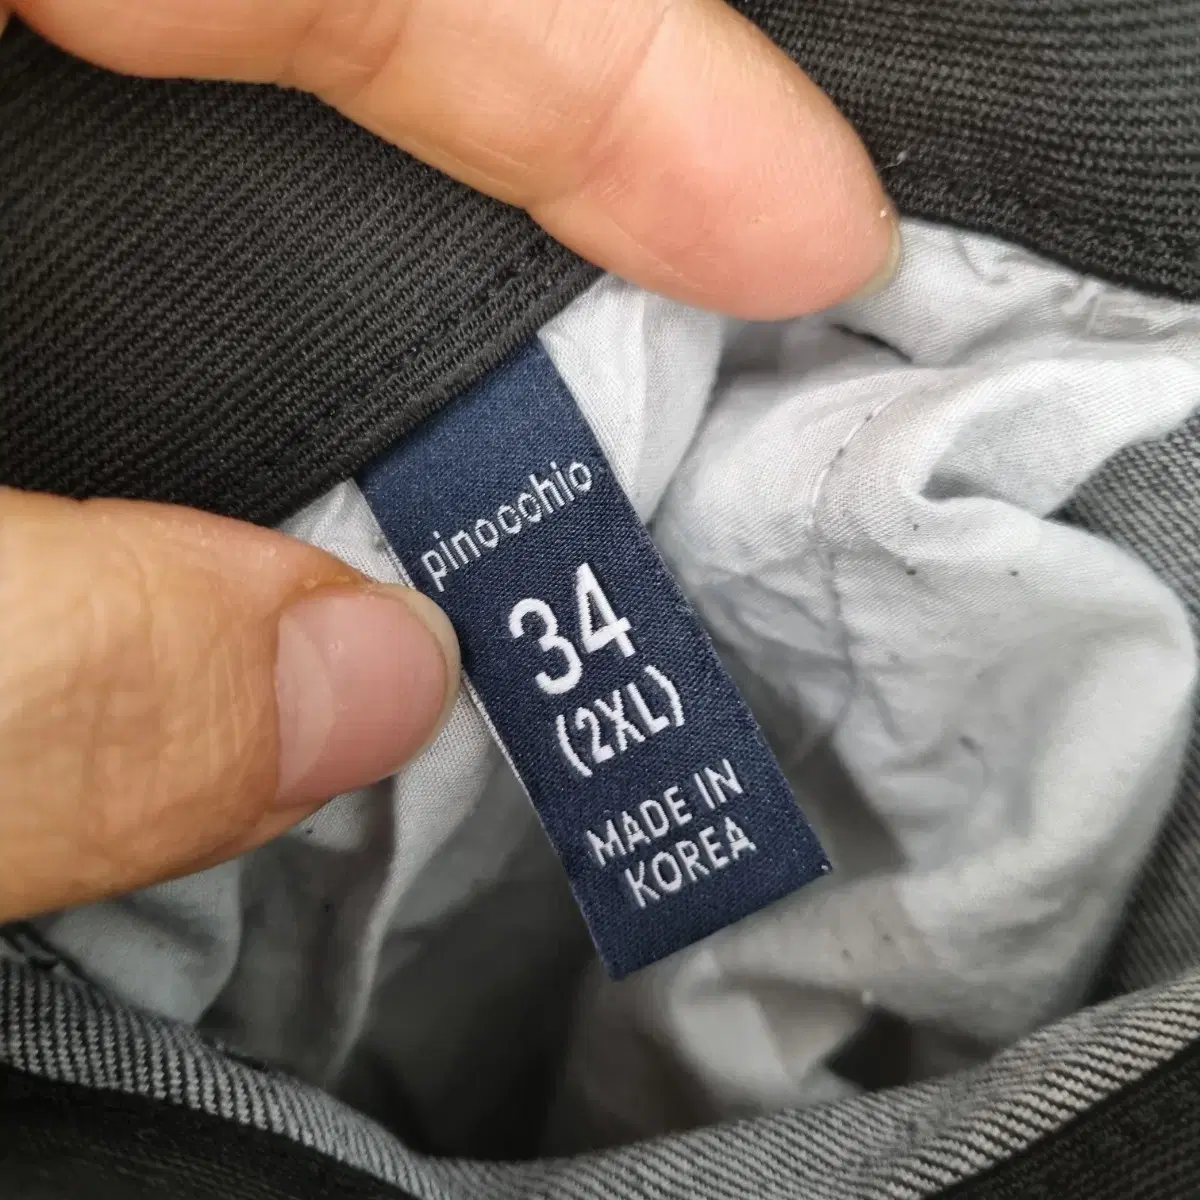 pinocchio
34
(2XL)
MADE IN
KOREA